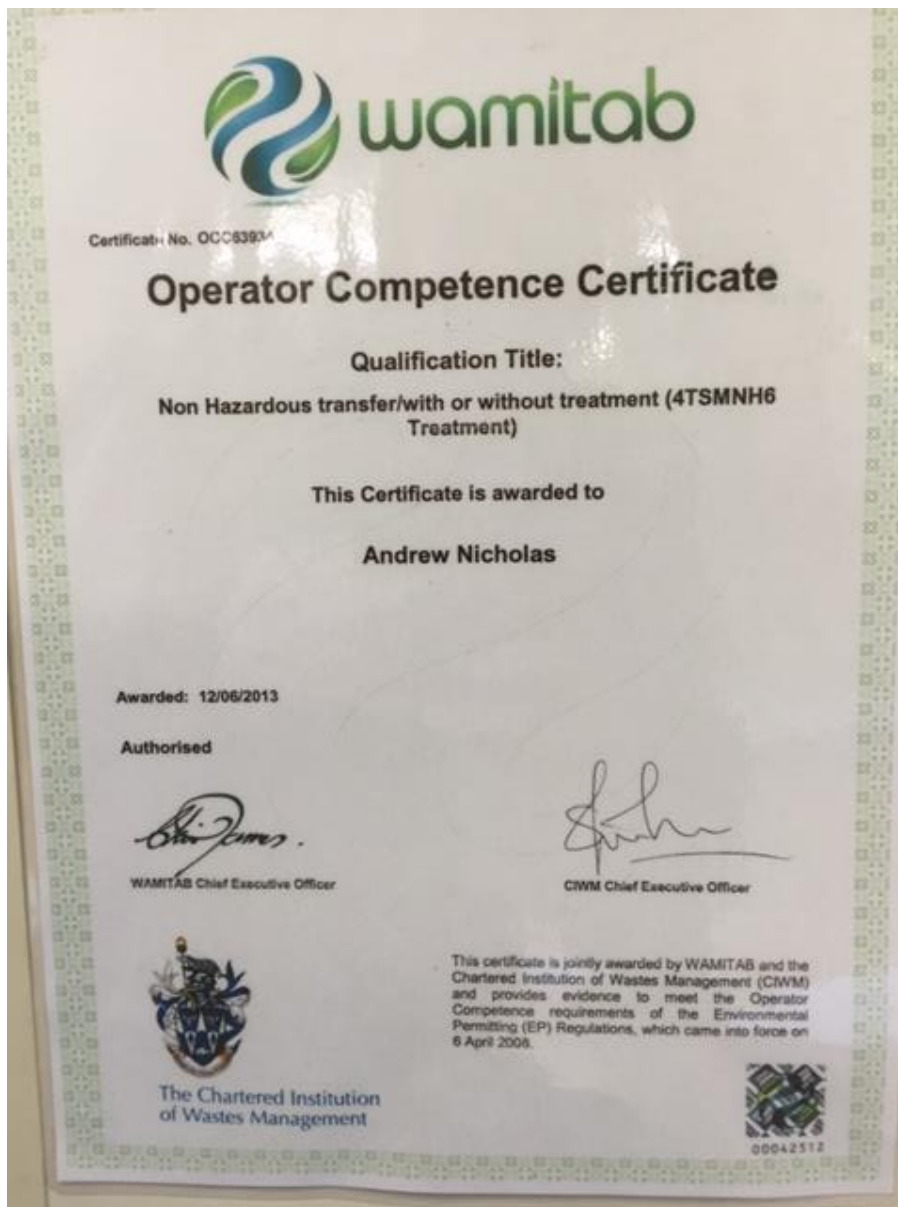 wamitab
Certificate No. OCC63934
Operator Competence Certificate
Qualification Title:
Non Hazardous transfer/with or without treatment (4TSMNH6
Treatment)
This Certificate is awarded to
Andrew Nicholas
Awarded: 12/06/2013
Authorised
WAMITAB Chief Executive Officer
CIWM Chief Executive Officer
This certificate is jointly awarded by WAMITAB and the
Chartered Institution of Wastes Management (CIWM)
and provides evidence to meet the Operator
Competence requirements of the Environmental
Permitting (EP) Regulations, which came into force on
6 April 2008.
The Chartered Institution
of Wastes Management
00042512